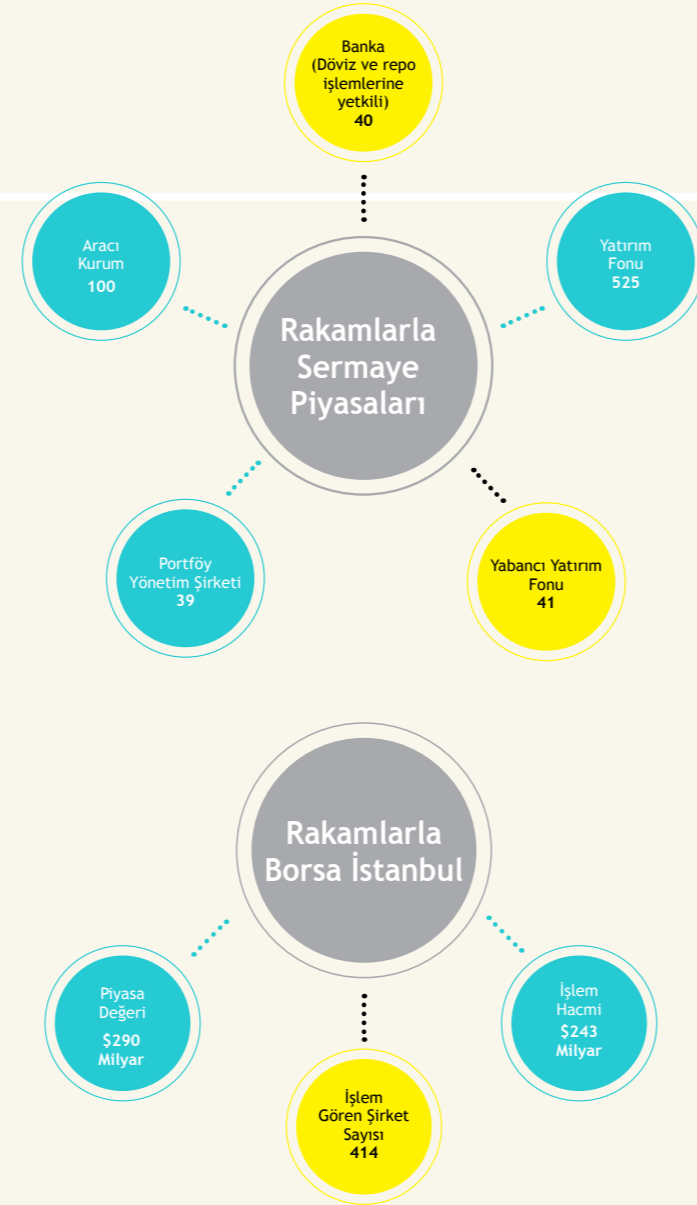 Banka
(Döviz ve repo
işlemlerine
yetkili)
40
Aracı
Kurum
100
Yatırım
Fonu
525
Rakamlarla
Sermaye
Piyasaları
Portföy
Yönetim Şirketi
39
Yabancı Yatırım
Fonu
41
Rakamlarla
Borsa İstanbul
Piyasa
Değeri
$290
Milyar
İşlem
Gören Şirket
Sayısı
414
İşlem
Hacmi
$243
Milyar